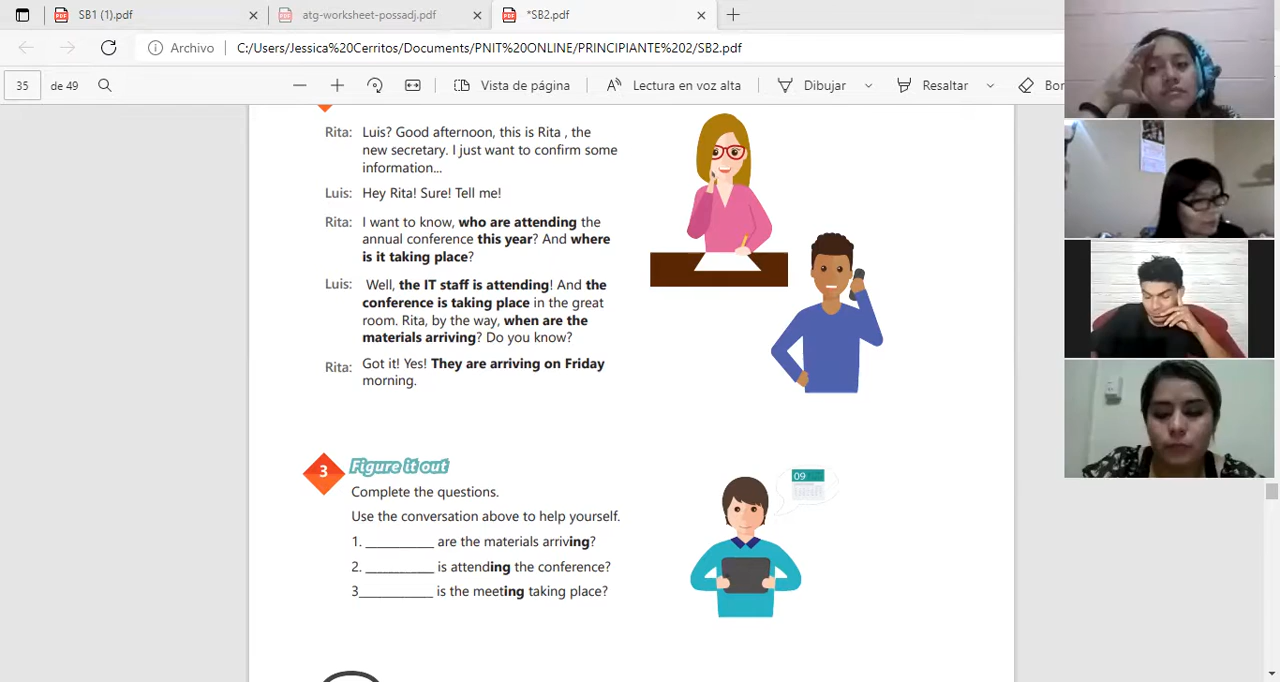 SB1 (1).pdf
atg-worksheet-possadj.pdf
*SB2.pdf
Archivo
C:/Users/Jessica%20Cerritos/Documents/PNIT%20ONLINE/PRINCIPIANTE%202/SB2.pdf
35 de 49
Vista de página
Lectura en voz alta
Dibujar
Resaltar
Bor
Rita: Luis? Good afternoon, this is Rita , the
new secretary. I just want to confirm some
information...
Luis: Hey Rita! Sure! Tell me!
Rita: I want to know, who are attending the
annual conference this year? And where
is it taking place?
Luis: Well, the IT staff is attending! And the
conference is taking place in the great
room. Rita, by the way, when are the
materials arriving? Do you know?
Rita: Got it! Yes! They are arriving on Friday
morning.
3 Figure it out
09
Complete the questions.
Use the conversation above to help yourself.
1. ___________ are the materials arriving?
2. ___________ is attending the conference?
3____________ is the meeting taking place?